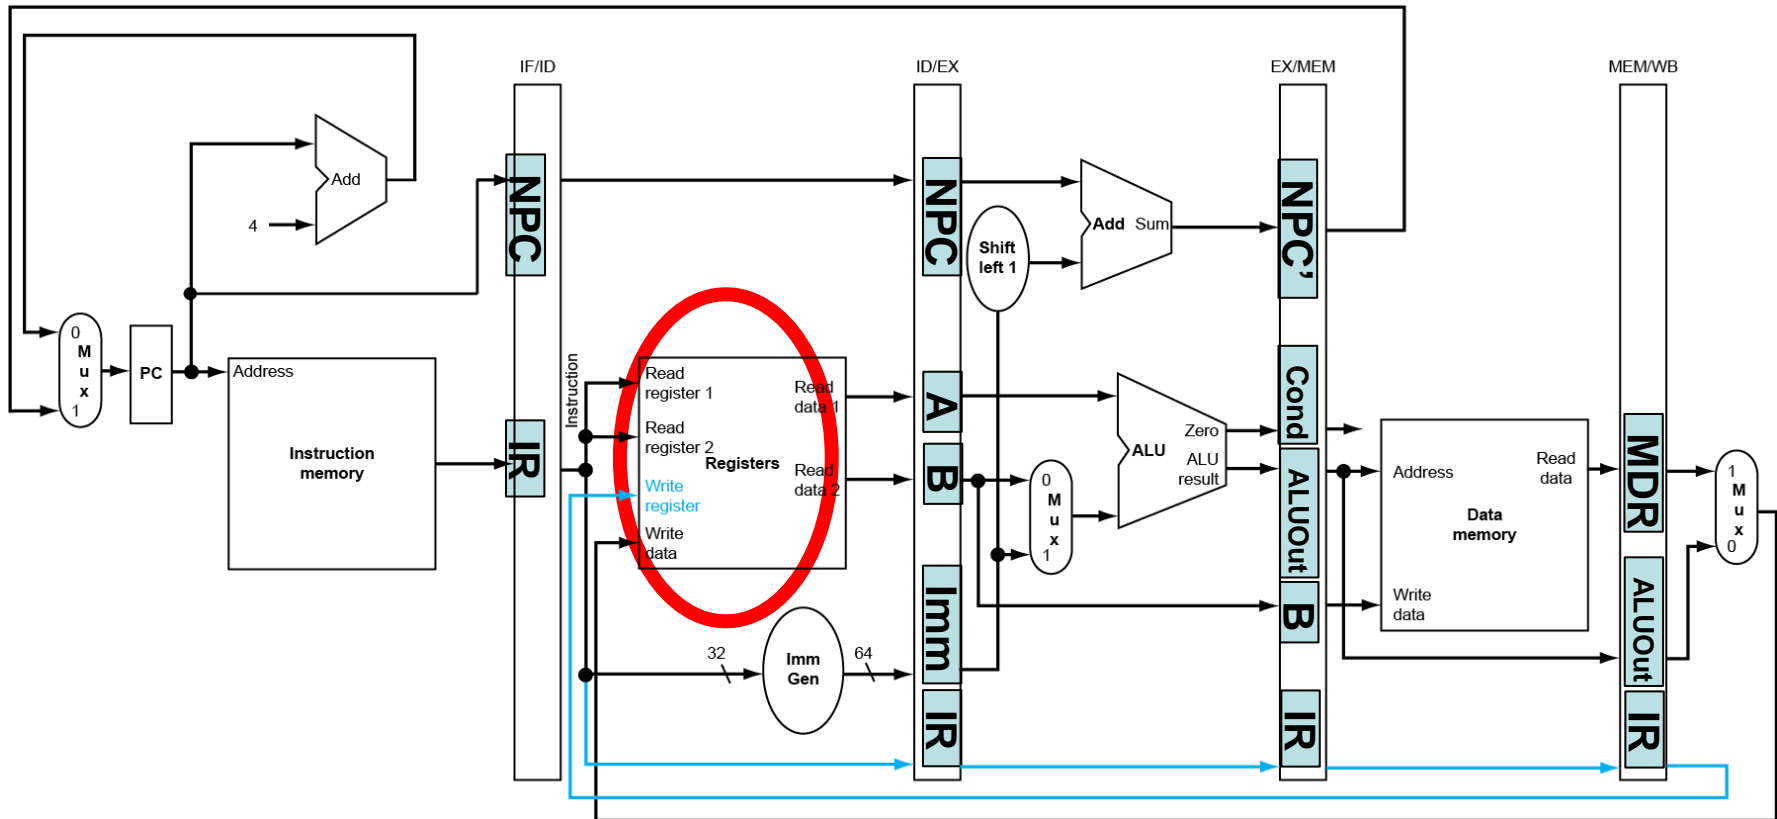 IF/ID
ID/EX
EX/MEM
MEM/WB
Add
4
NPC
NPC
Shift
left 1
Add Sum
NPC'
0
M
u
x
1
PC
Address
Instruction
memory
IR
Instruction
Read
register 1
Read
register 2
Write
register
Write
data
Registers
Read
data 1
Read
data 2
32
Imm
Gen
64
A
B
Imm
IR
0
M
u
x
1
ALU
Zero
ALU
result
Cond
ALUOut
B
IR
Address
Write
data
Data
memory
Read
data
MDR
ALUOut
IR
1
M
u
x
0